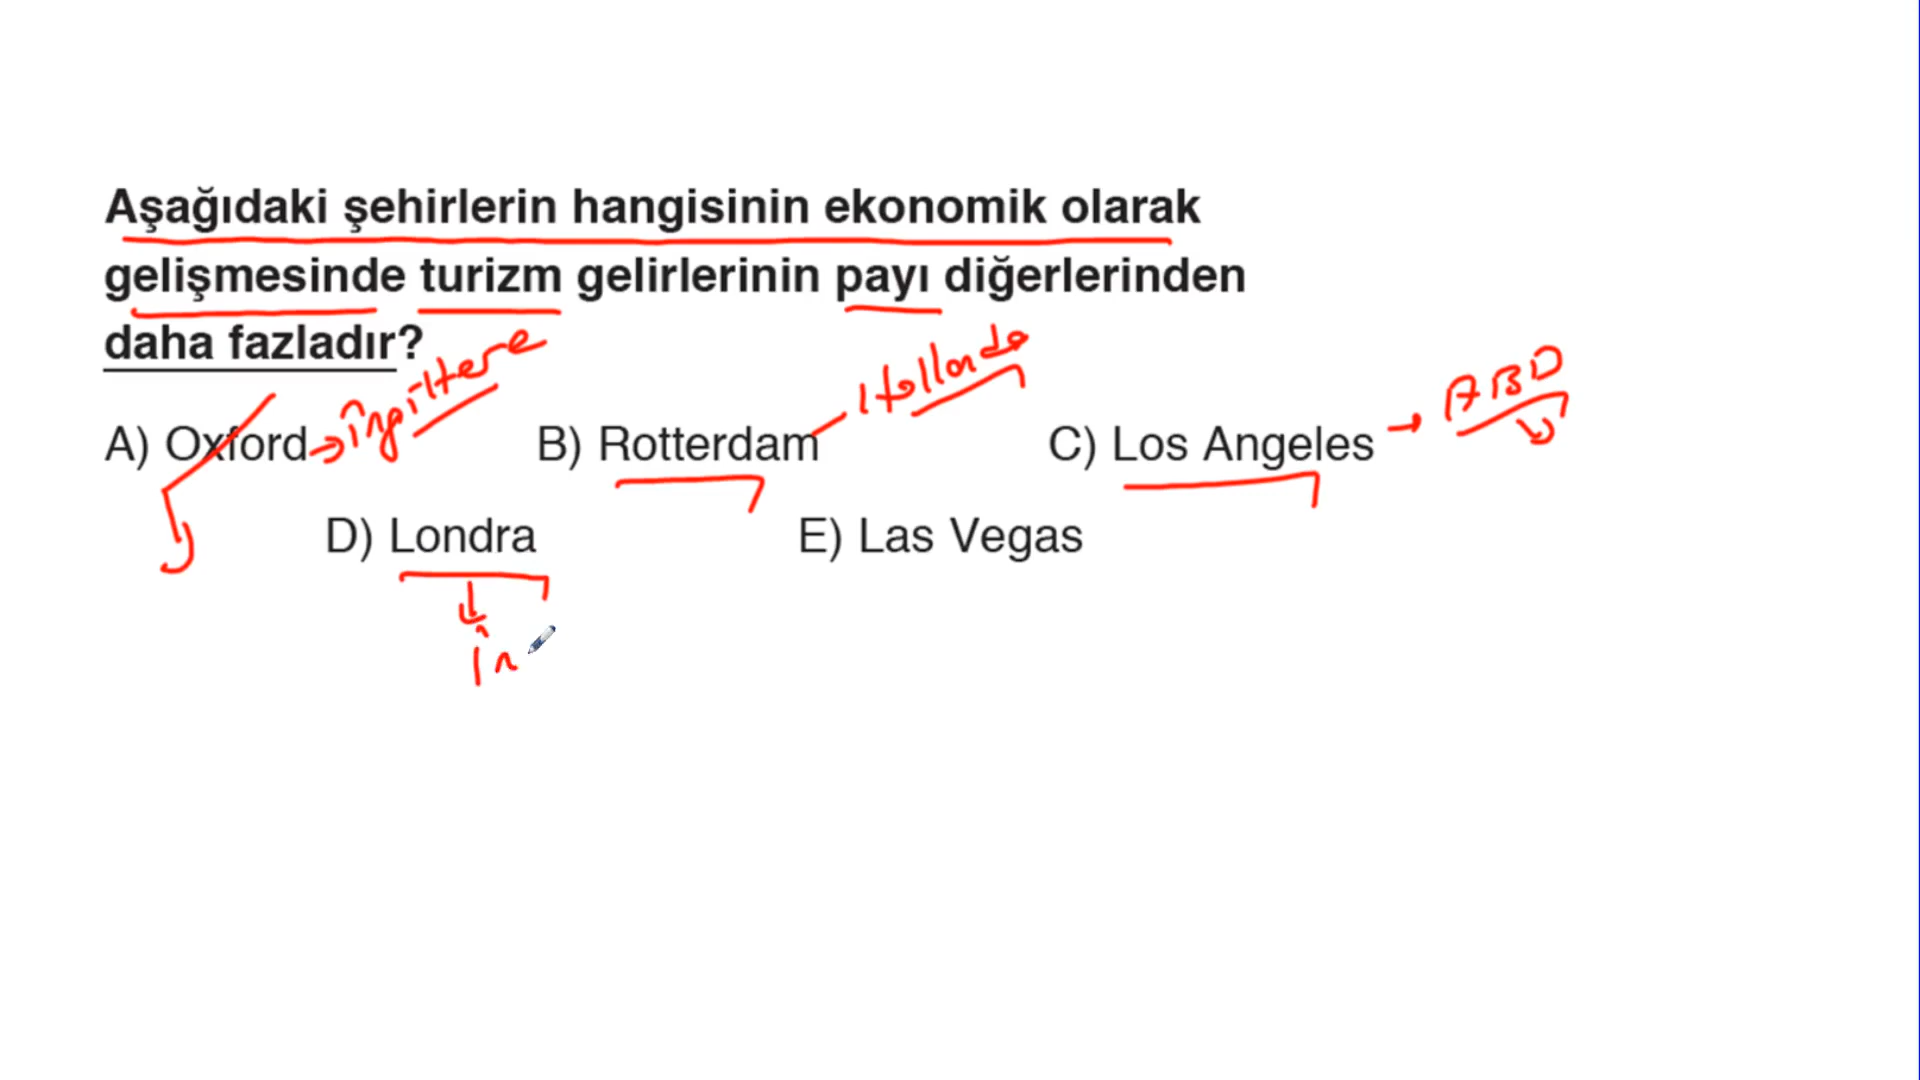 Aşağıdaki şehirlerin hangisinin ekonomik olarak
gelişmesinde turizm gelirlerinin payı diğerlerinden
daha fazladır?
A) Oxford → İngiltere B) Rotterdam Hollanda C) Los Angeles → ABD
D) Londra E) Las Vegas
İn